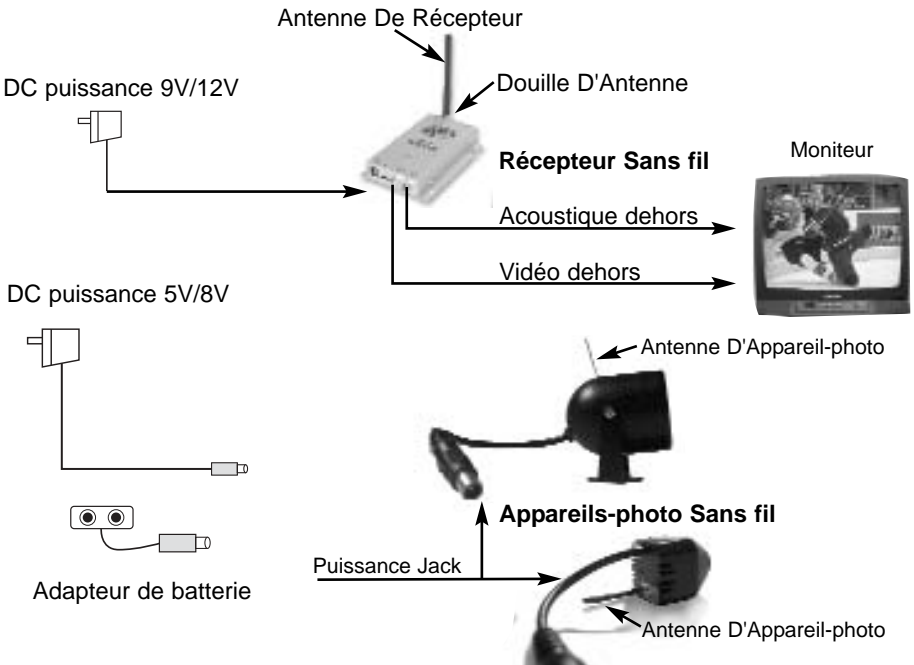 Antenne De Récepteur
DC puissance 9V/12V
Douille D'Antenne
Récepteur Sans fil
Moniteur
Acoustique dehors
Vidéo dehors
DC puissance 5V/8V
Antenne D'Appareil-photo
Appareils-photo Sans fil
Puissance Jack
Adapteur de batterie
Antenne D'Appareil-photo